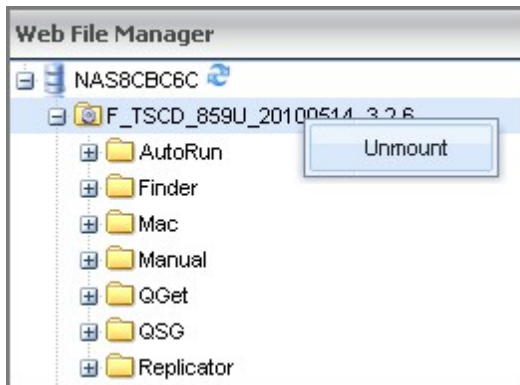 Web File Manager
NAS8CBC6C
F_TSCD_859U_20100514_3.2.6
Unmount
AutoRun
Finder
Mac
Manual
QGet
QSG
Replicator